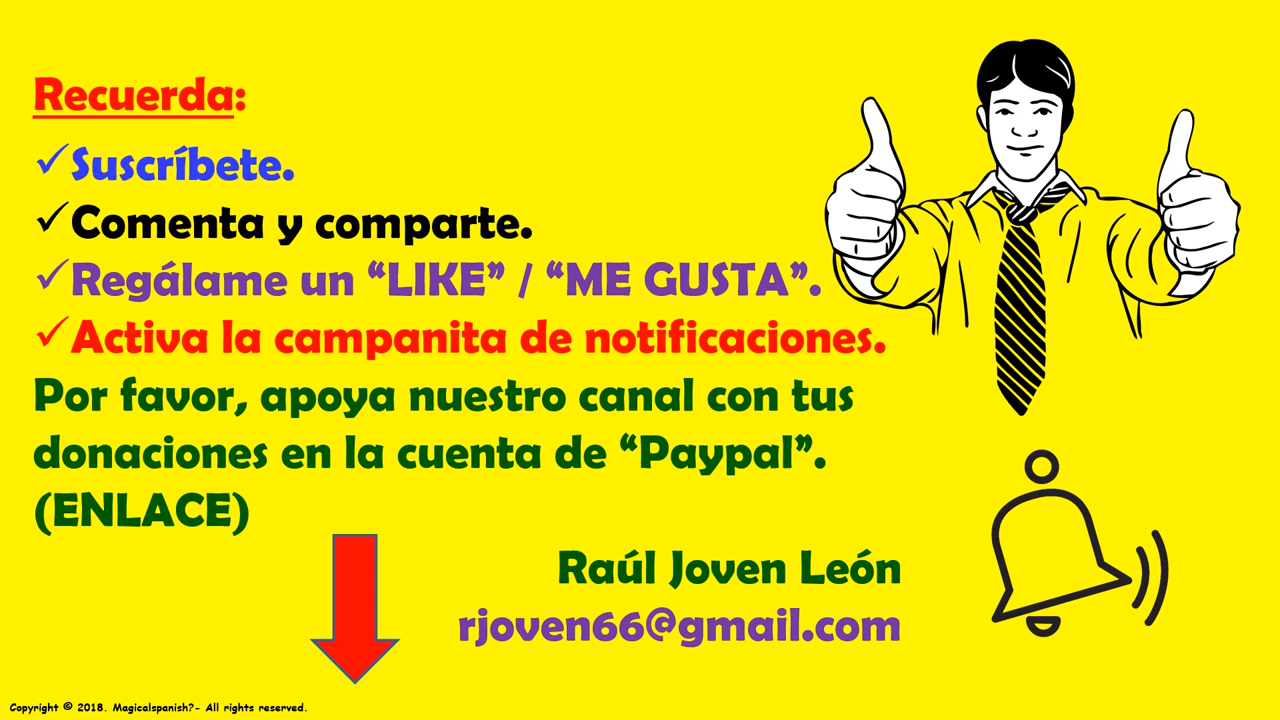 Recuerda:
✓Suscríbete.
✓Comenta y comparte.
✓Regálame un “LIKE” / “ME GUSTA”.
✓Activa la campanita de notificaciones.
Por favor, apoya nuestro canal con tus
donaciones en la cuenta de “Paypal”.
(ENLACE)
Raúl Joven León
rjoven66@gmail.com
Copyright © 2018. Magicalspanish?- All rights reserved.